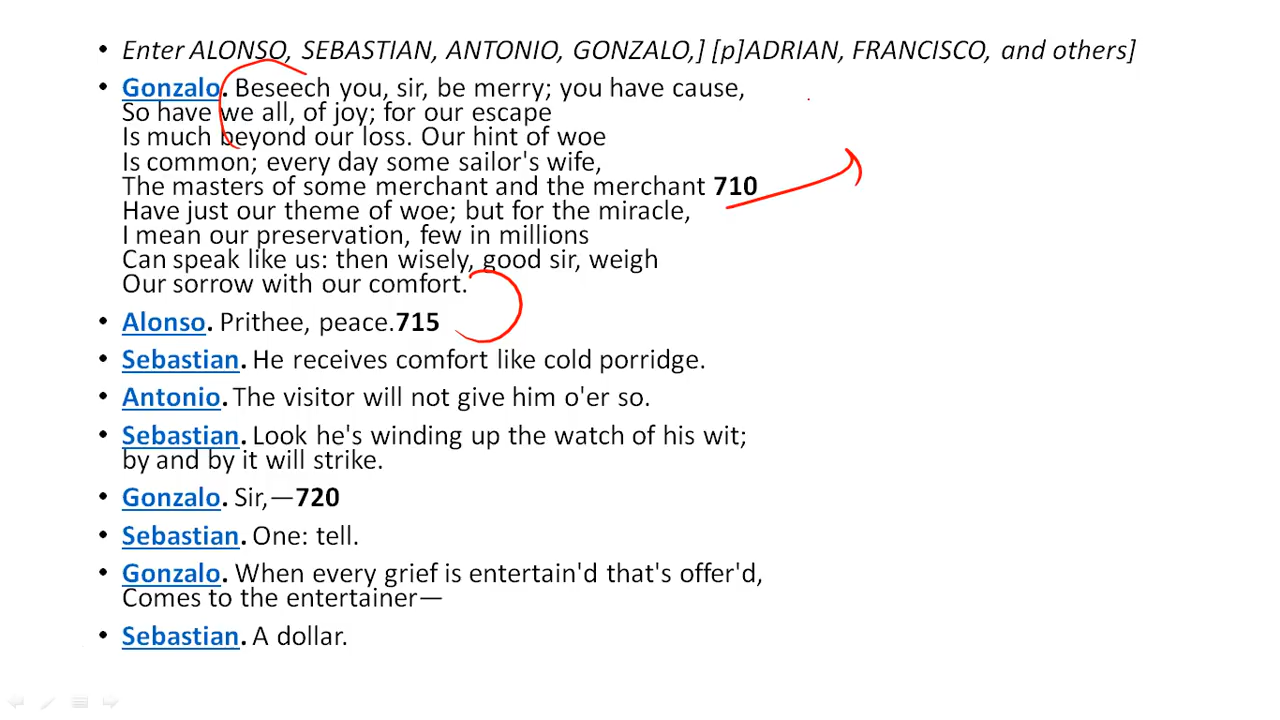 • Enter ALONSO, SEBASTIAN, ANTONIO, GONZALO,] [p]ADRIAN, FRANCISCO, and others]
• Gonzalo. Beseech you, sir, be merry; you have cause,
So have we all, of joy; for our escape
Is much beyond our loss. Our hint of woe
Is common; every day some sailor's wife,
The masters of some merchant and the merchant 710
Have just our theme of woe; but for the miracle,
I mean our preservation, few in millions
Can speak like us: then wisely, good sir, weigh
Our sorrow with our comfort.
• Alonso. Prithee, peace.715
• Sebastian. He receives comfort like cold porridge.
• Antonio. The visitor will not give him o'er so.
• Sebastian. Look he's winding up the watch of his wit;
by and by it will strike.
• Gonzalo. Sir,—720
• Sebastian. One: tell.
• Gonzalo. When every grief is entertain'd that's offer'd,
Comes to the entertainer—
• Sebastian. A dollar.